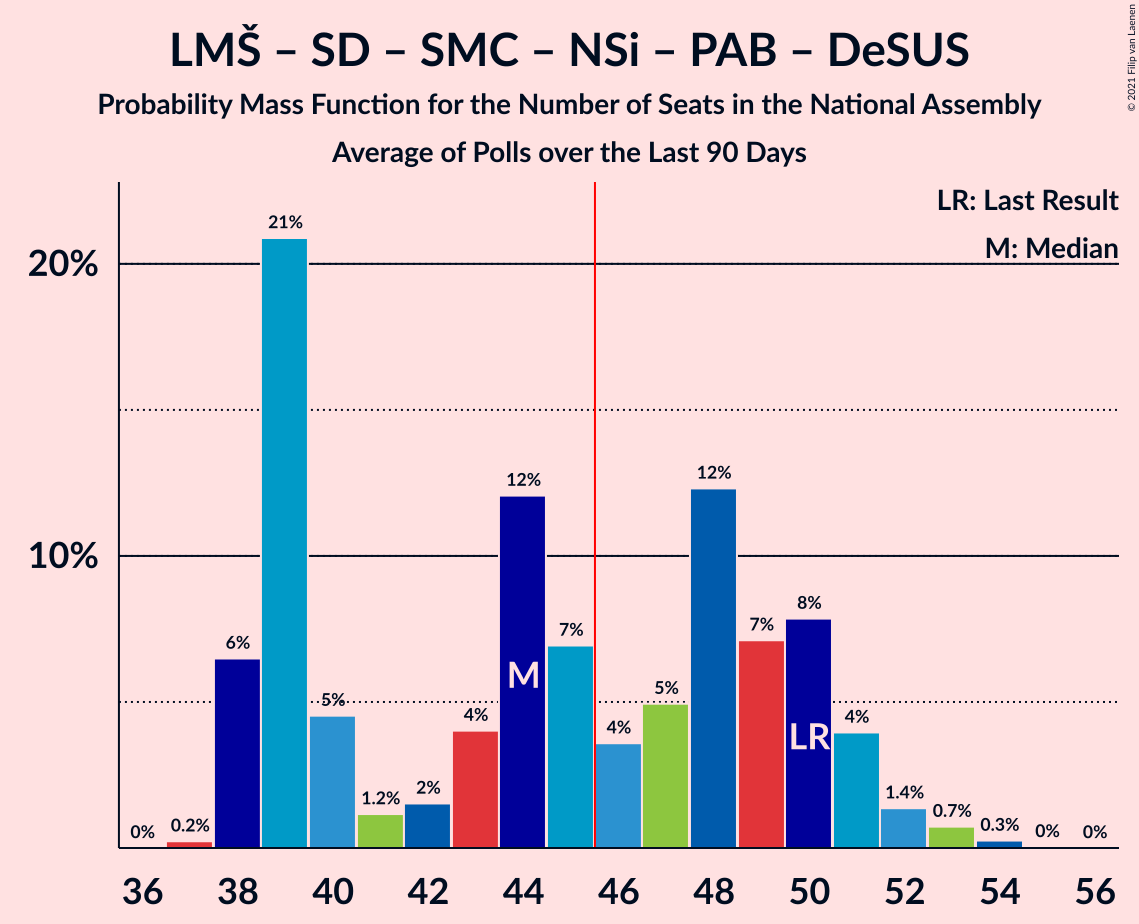 LMŠ – SD – SMC – NSi – PAB – DeSUS
Probability Mass Function for the Number of Seats in the National Assembly
Average of Polls over the Last 90 Days
© 2021 Filip van Laenen
LR: Last Result
M: Median
20%
10%
0%
0.2%
6%
21%
5%
1.2%
2%
4%
12%
7%
4%
5%
12%
7%
8%
4%
1.4%
0.7%
0.3%
0%
0%
M
LR
36 38 40 42 44 46 48 50 52 54 56